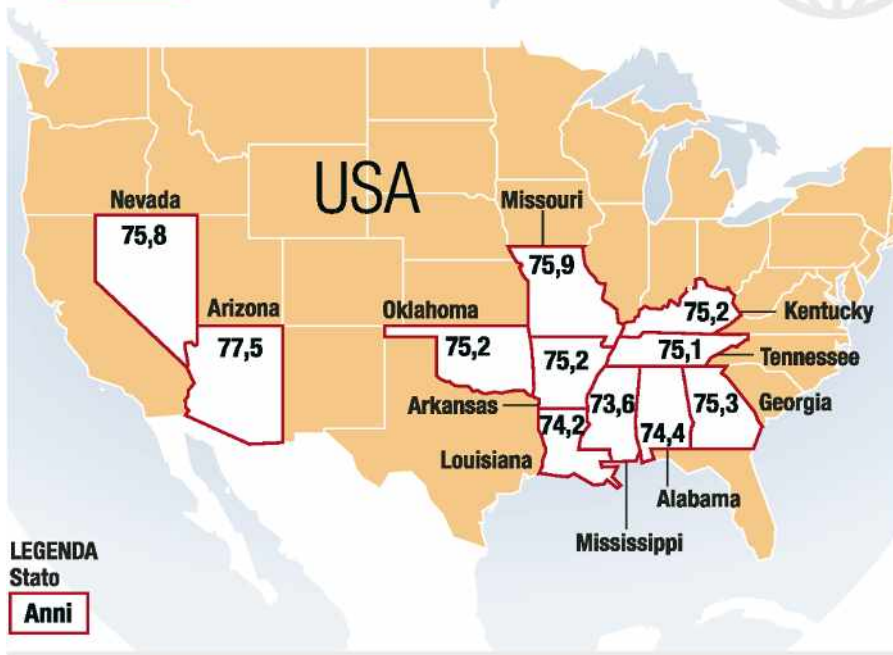 USA
Nevada
75,8
Arizona
77,5
Oklahoma
75,2
Missouri
75,9
Arkansas
75,2
Louisiana
74,2
Kentucky
75,2
Tennessee
75,1
Mississippi
73,6
Alabama
74,4
Georgia
75,3
LEGENDA
Stato
Anni